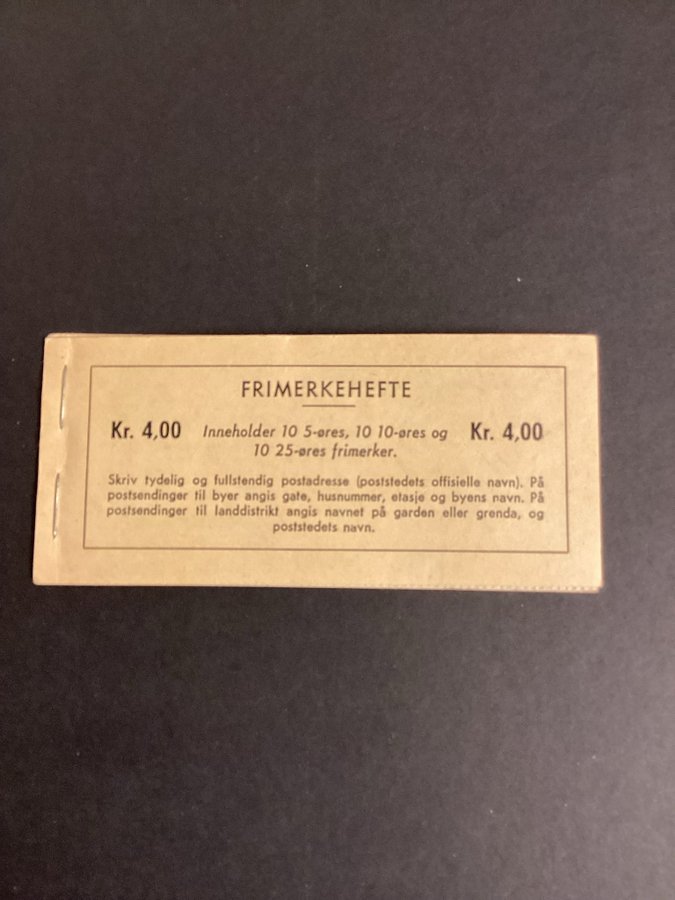 FRIMERKEHEFTE
Kr. 4,00 Inneholder 10 5-øres, 10 10-øres og Kr. 4,00
10 25-øres frimerker.
Skriv tydelig og fullstendig postadresse (poststedets offisielle navn). På
postsendinger til byer angis gate, husnummer, etasje og byens navn. På
postsendinger til landdistrikt angis navnet på garden eller grenda, og
poststedets navn.